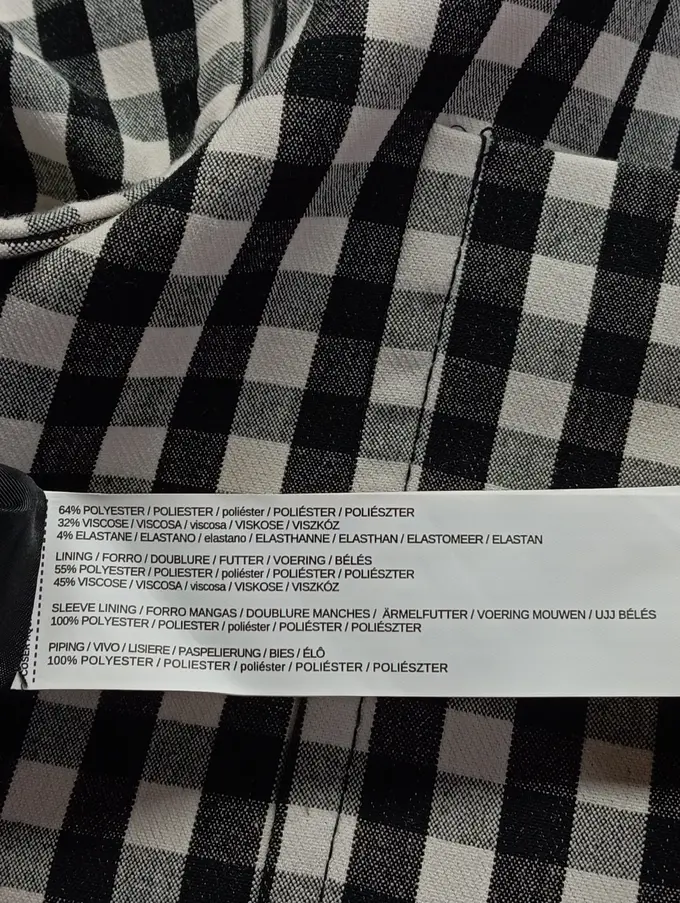 64% POLYESTER / POLIESTER / poliéster / POLIÉSTER / POLIÉSZTER
32% VISCOSE / VISCOSA / viscosa / VISKOSE / VISZKÓZ
4% ELASTANE / ELASTANO / elastano / ELASTHANNE / ELASTHAN / ELASTOMEER / ELASTAN
LINING / FORRO / DOUBLURE / FUTTER / VOERING / BÉLÉS
55% POLYESTER / POLIESTER / poliéster / POLIÉSTER / POLIÉSZTER
45% VISCOSE / VISCOSA / viscosa / VISKOSE / VISZKÓZ
SLEEVE LINING / FORRO MANGAS / DOUBLURE MANCHES / ÄRMELFUTTER / VOERING MOUWEN / UJJ BÉLÉS
100% POLYESTER / POLIESTER / poliéster / POLIÉSTER / POLIÉSZTER
PIPING / VIVO / LISIERE / PASPELIERUNG / BIES / ÉLŐ
100% POLYESTER / POLIESTER / poliéster / POLIÉSTER / POLIÉSZTER
COSER